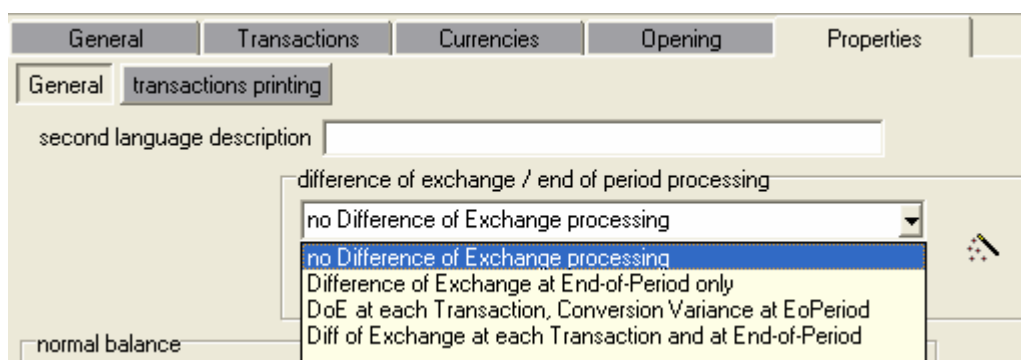 General Transactions Currencies Opening Properties
General transactions printing
second language description
difference of exchange / end of period processing
no Difference of Exchange processing
no Difference of Exchange processing
Difference of Exchange at End-of-Period only
DoE at each Transaction, Conversion Variance at EoPeriod
Diff of Exchange at each Transaction and at End-of-Period
normal balance